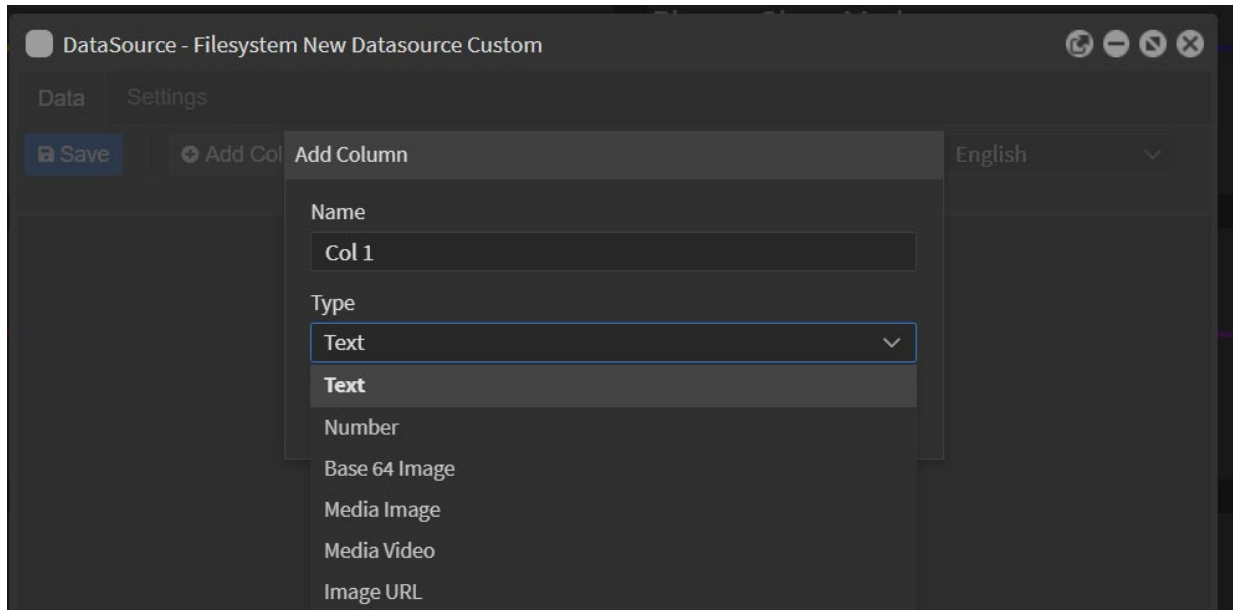 DataSource - Filesystem New Datasource Custom
Data Settings
Save Add Col English
Add Column
Name
Col 1
Type
Text
Text
Number
Base 64 Image
Media Image
Media Video
Image URL